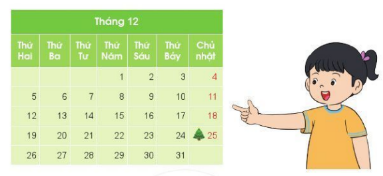 Tháng 12
Thứ Hai Thứ Ba Thứ Tư Thứ Năm Thứ Sáu Thứ Bảy Chủ nhật
1 2 3 4
5 6 7 8 9 10 11
12 13 14 15 16 17 18
19 20 21 22 23 24 25
26 27 28 29 30 31